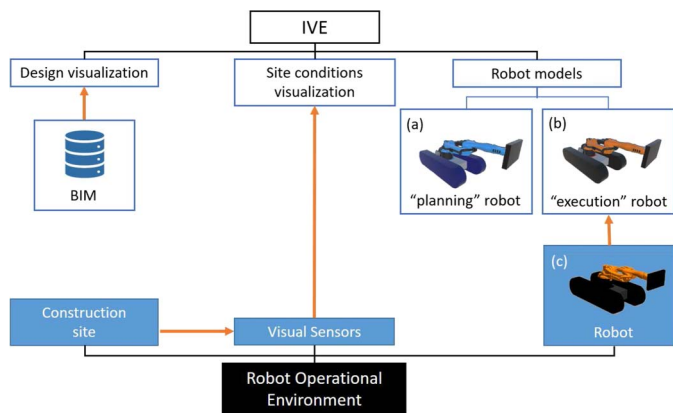 IVE
Design visualization
Site conditions
visualization
Robot models
BIM
(a)
“planning” robot
(b)
“execution” robot
(c)
Robot
Construction
site
Visual Sensors
Robot Operational
Environment